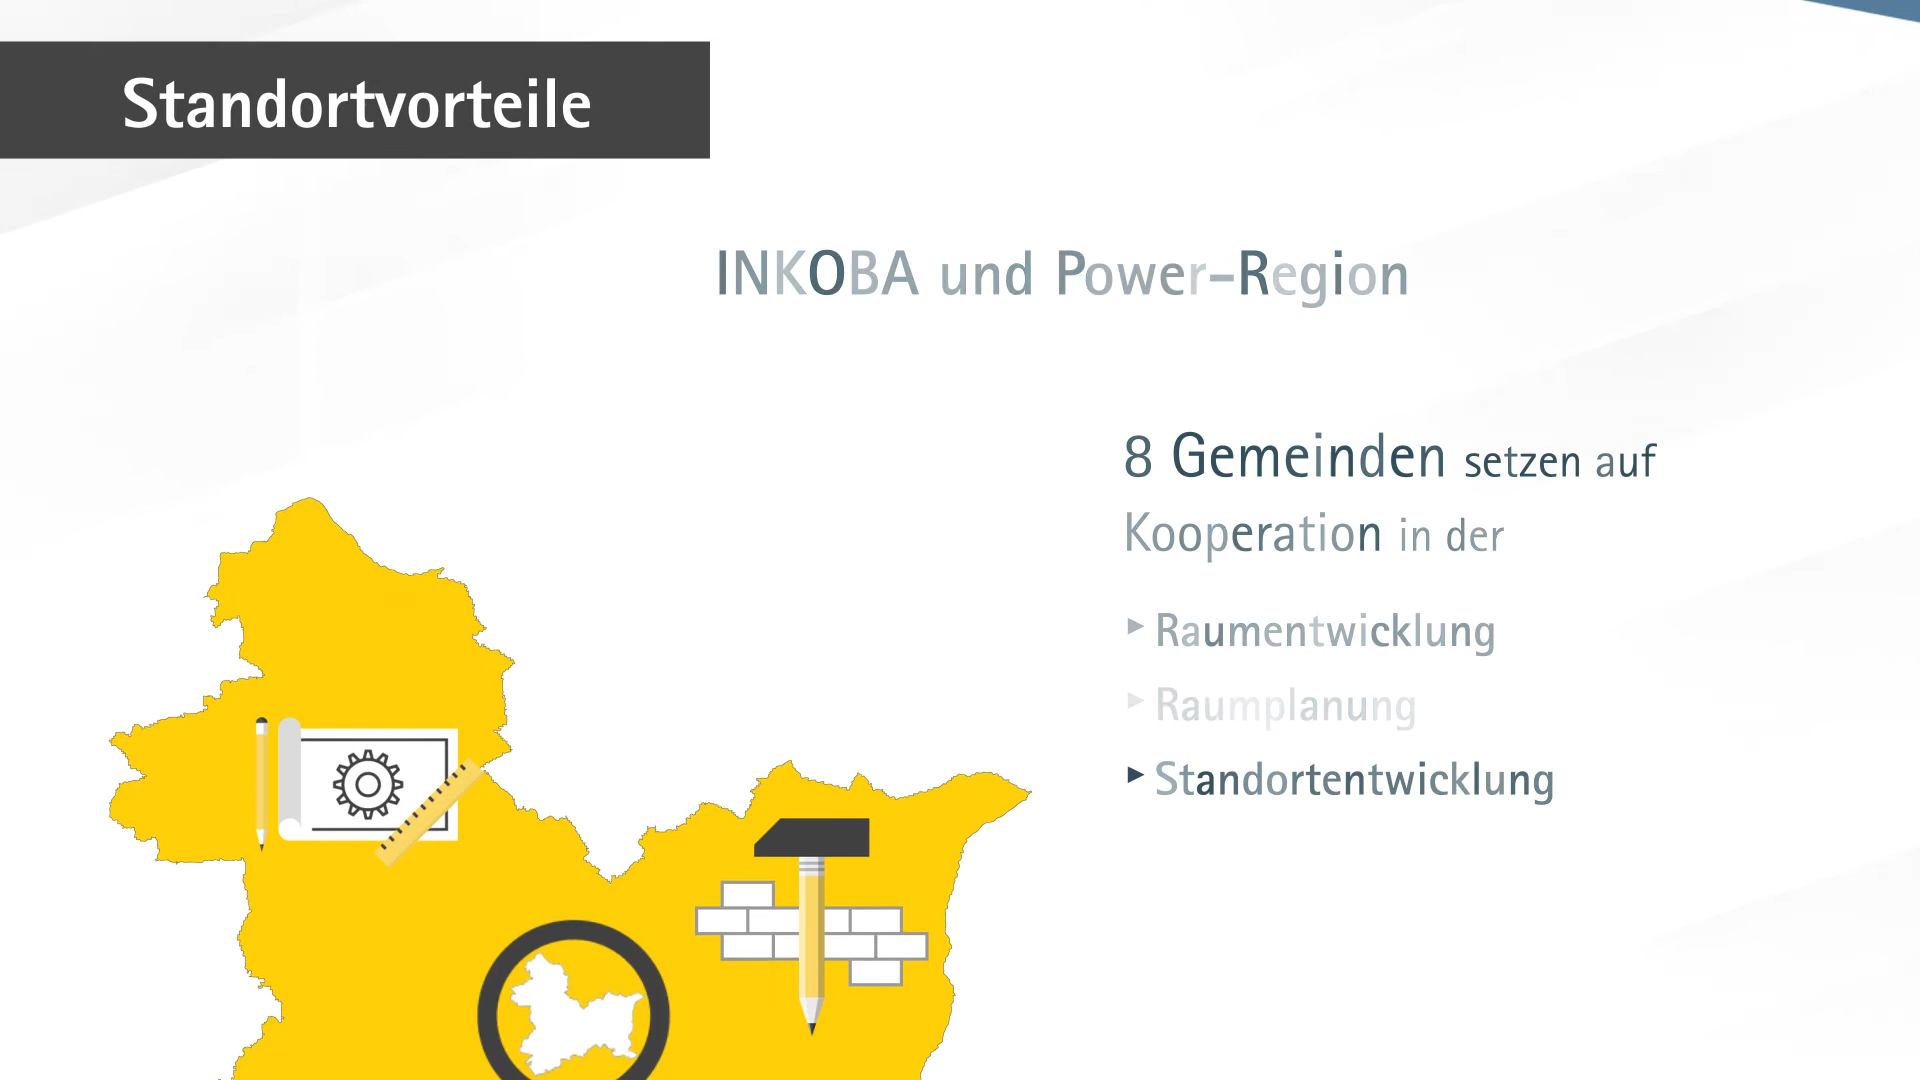 Standortvorteile
INKOBA und Power-Region
8 Gemeinden setzen auf
Kooperation in der
▸ Raumentwicklung
▸ Raumplanung
▸ Standortentwicklung